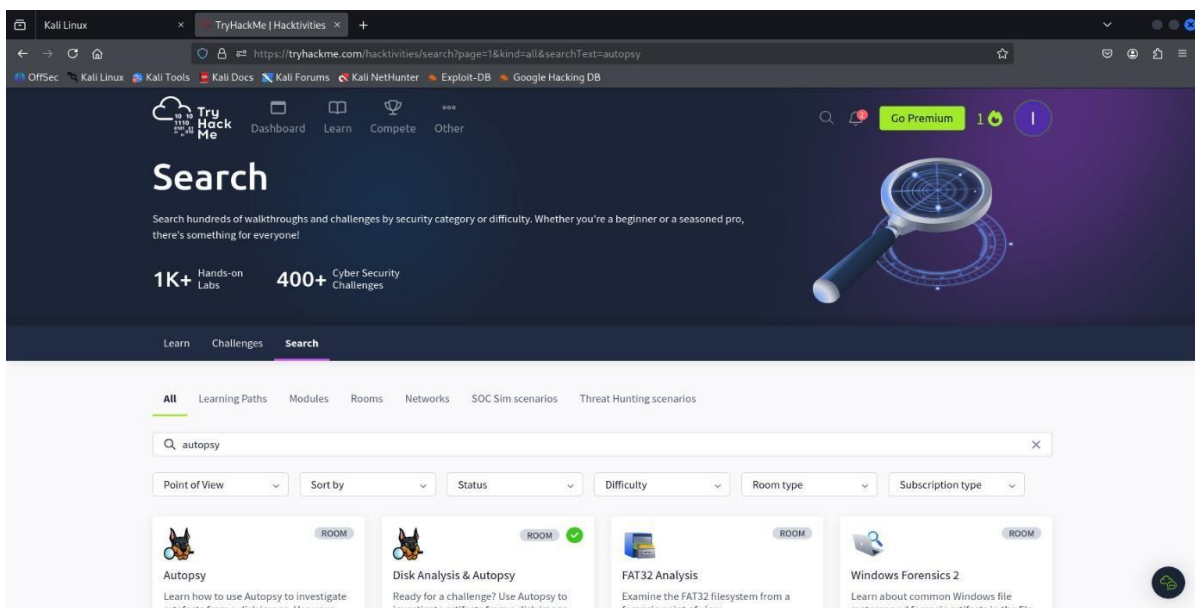 Kali Linux
TryHackMe | Hacktivities
https://tryhackme.com/hacktivities/search?page=1&kind=all&searchText=autopsy
OffSec Kali Linux Kali Tools Kali Docs Kali Forums Kali NetHunter Exploit-DB Google Hacking DB
Try Hack Me
Dashboard Learn Compete Other
2
Go Premium
1
I
Search
Search hundreds of walkthroughs and challenges by security category or difficulty. Whether you're a beginner or a seasoned pro,
there's something for everyone!
1K+ Hands-on Labs
400+ Cyber Security Challenges
Learn Challenges Search
All Learning Paths Modules Rooms Networks SOC Sim scenarios Threat Hunting scenarios
autopsy
Point of View Sort by Status Difficulty Room type Subscription type
ROOM ROOM ROOM ROOM
Autopsy Disk Analysis & Autopsy FAT32 Analysis Windows Forensics 2
Learn how to use Autopsy to investigate Ready for a challenge? Use Autopsy to Examine the FAT32 filesystem from a Learn about common Windows file